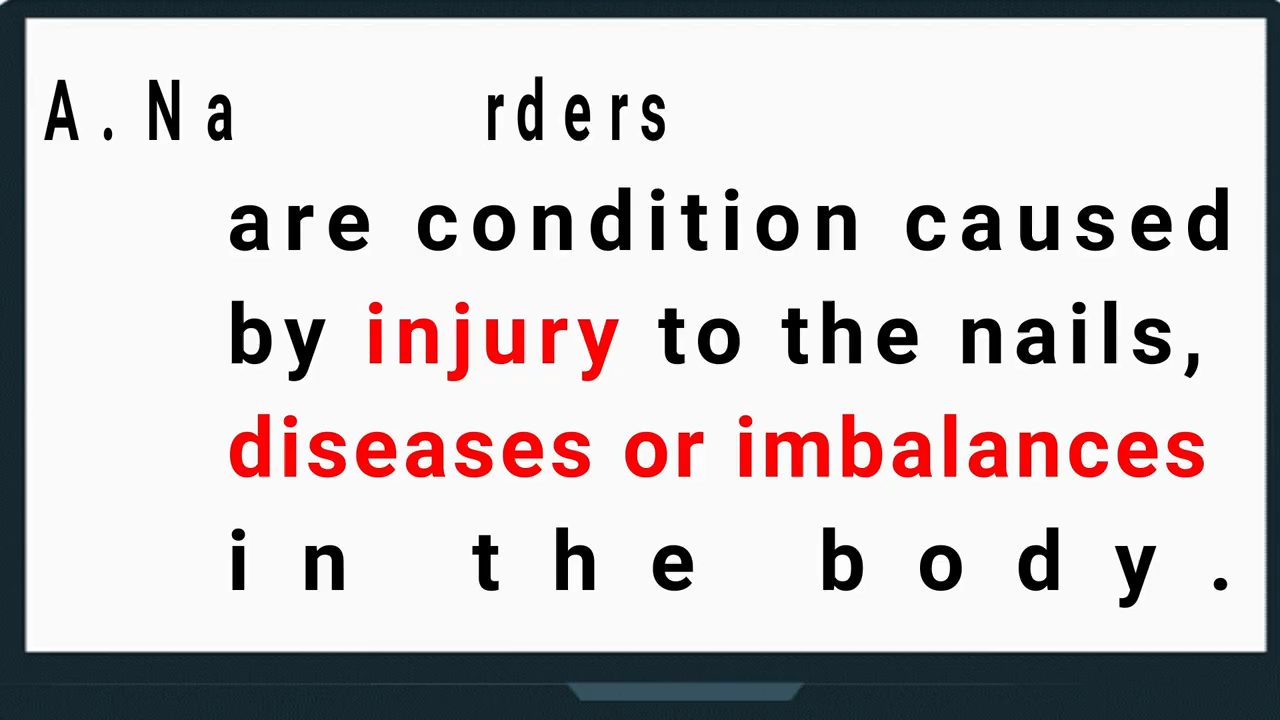 A. Na rders
are condition caused
by injury to the nails,
diseases or imbalances
in the body.